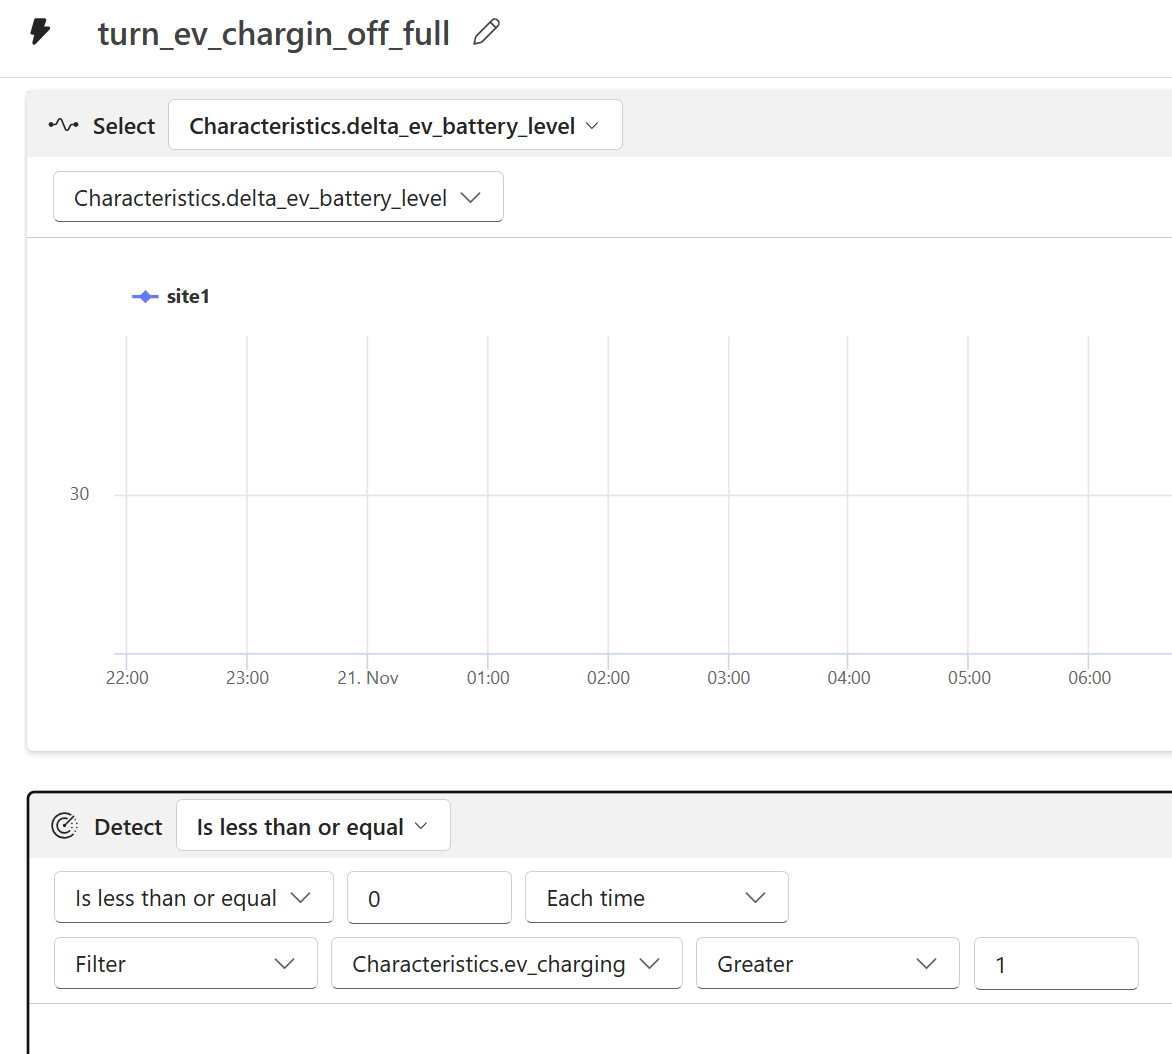 turn_ev_chargin_off_full
Select Characteristics.delta_ev_battery_level
Characteristics.delta_ev_battery_level
site1
30
22:00 23:00 21. Nov 01:00 02:00 03:00 04:00 05:00 06:00
Detect Is less than or equal
Is less than or equal 0 Each time
Filter Characteristics.ev_charging Greater 1